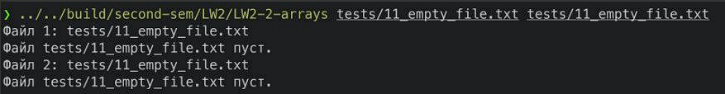 ❯ ../../build/second-sem/LW2/LW2-2-arrays tests/11_empty_file.txt tests/11_empty_file.txt
Файл 1: tests/11_empty_file.txt
Файл tests/11_empty_file.txt пуст.
Файл 2: tests/11_empty_file.txt
Файл tests/11_empty_file.txt пуст.